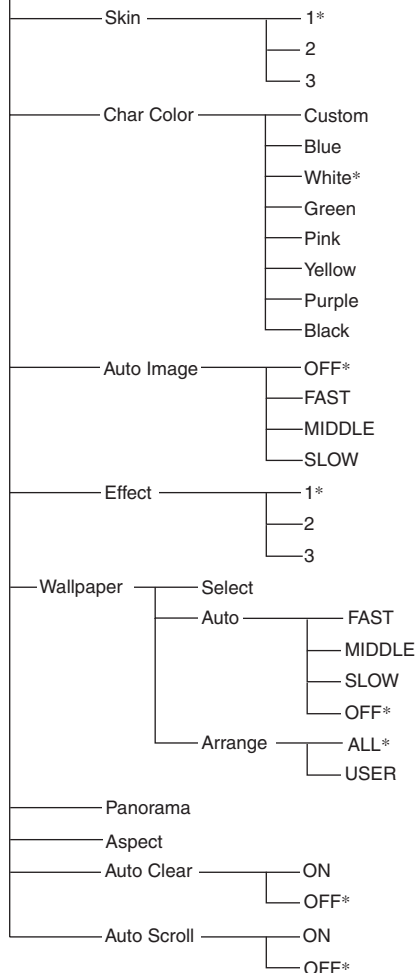 Skin 1*
2
3
Char Color Custom
Blue
White*
Green
Pink
Yellow
Purple
Black
Auto Image OFF*
FAST
MIDDLE
SLOW
Effect 1*
2
3
Wallpaper Select
Auto FAST
MIDDLE
SLOW
OFF*
Arrange ALL*
USER
Panorama
Aspect
Auto Clear ON
OFF*
Auto Scroll ON
OFF*